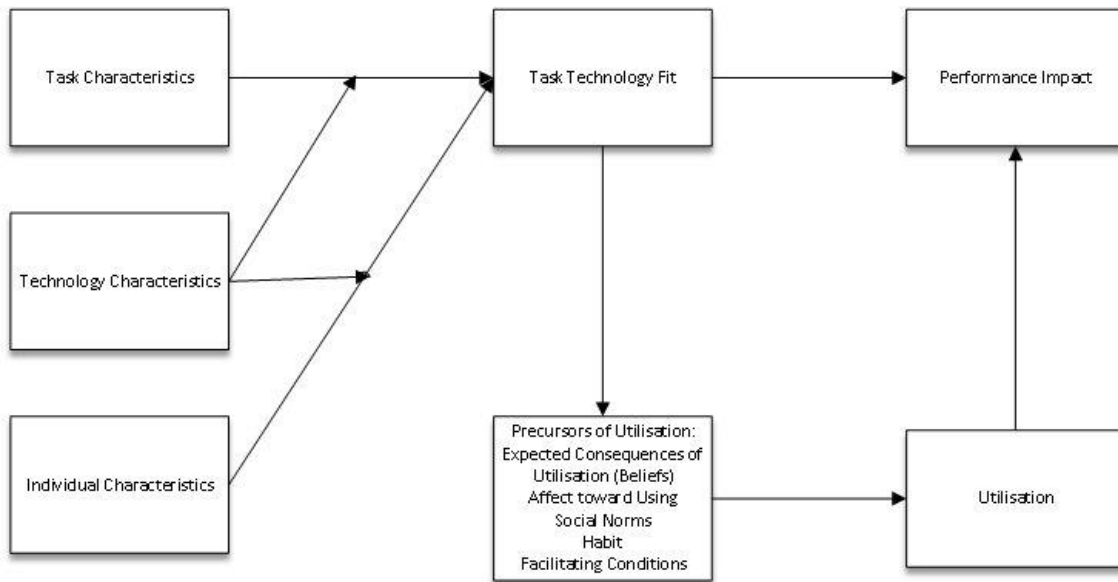 Task Characteristics
Task Technology Fit
Performance Impact
Technology Characteristics
Individual Characteristics
Precursors of Utilisation:
Expected Consequences of
Utilisation (Beliefs)
Affect toward Using
Social Norms
Habit
Facilitating Conditions
Utilisation